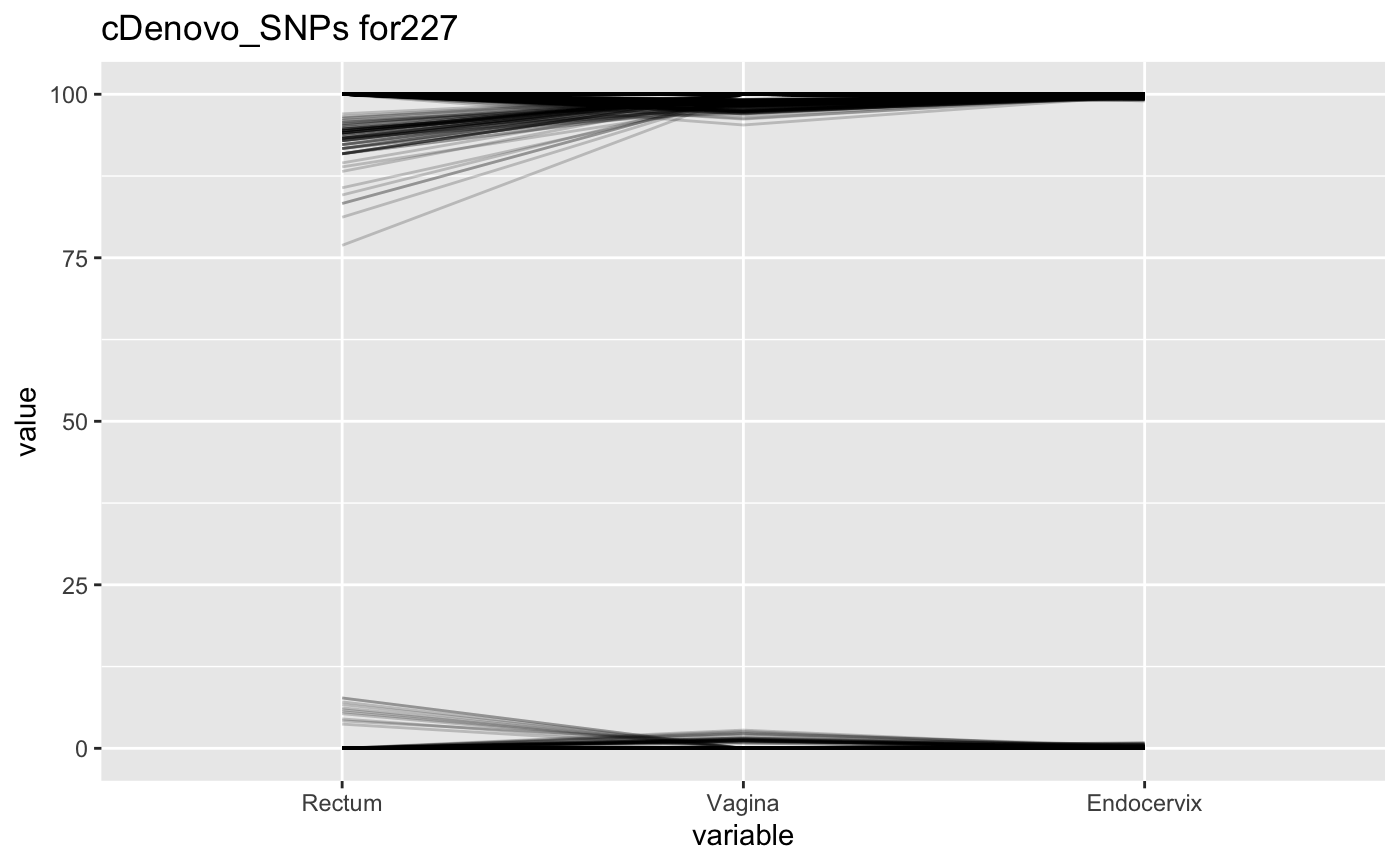 cDenovo_SNPs for227
100
75
50
25
0
value
Rectum Vagina Endocervix
variable